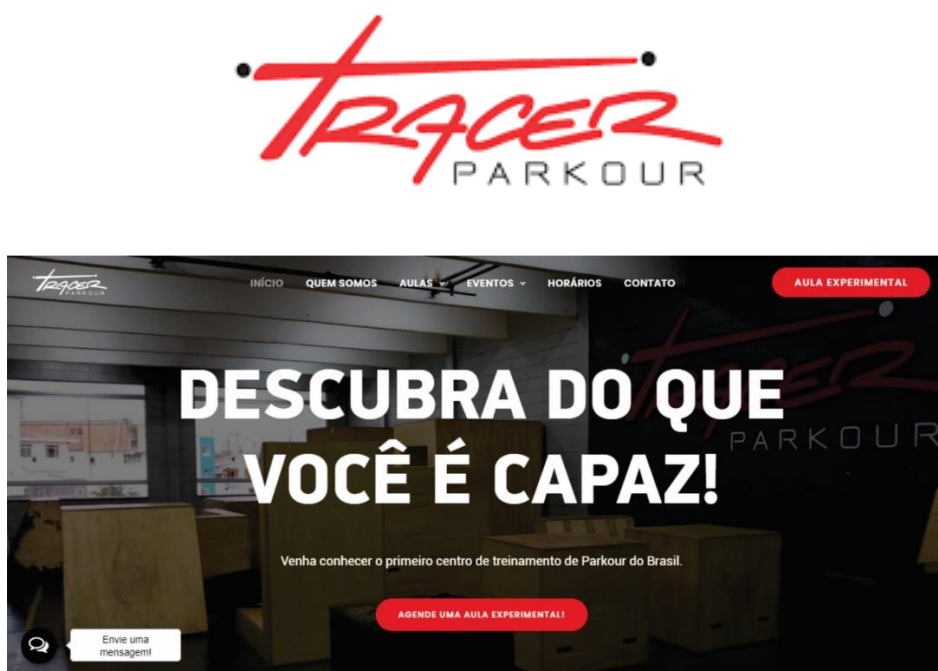 TRACER
PARKOUR
TRACER
PARKOUR
INÍCIO QUEM SOMOS AULAS EVENTOS HORÁRIOS CONTATO
AULA EXPERIMENTAL
TRACER
PARKOUR
DESCUBRA DO QUE
VOCÊ É CAPAZ!
Venha conhecer o primeiro centro de treinamento de Parkour do Brasil.
AGENDE UMA AULA EXPERIMENTAL!
Envie uma
mensagem!